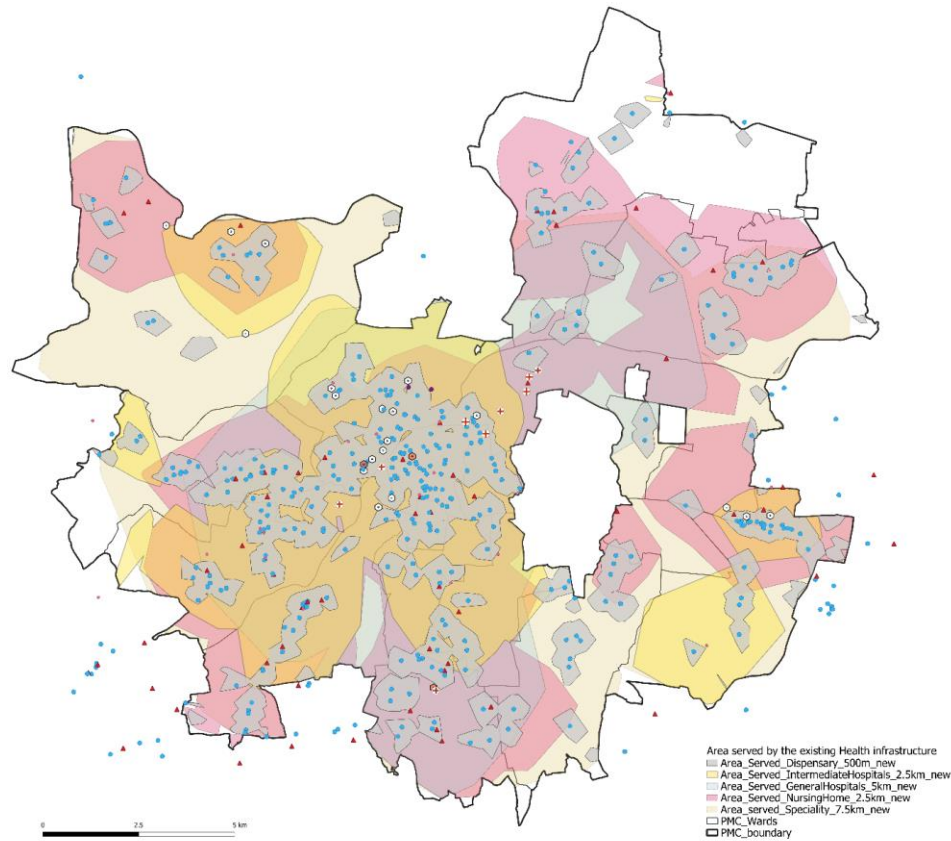 Area served by the existing Health infrastructure
Area_Served_Dispensary_500m_new
Area_Served_IntermediateHospitals_2.5km_new
Area_Served_GeneralHospitals_5km_new
Area_Served_NursingHome_2.5km_new
Area_served_Speciality_7.5km_new
PMC_Wards
PMC_boundary
0 2.5 5 km